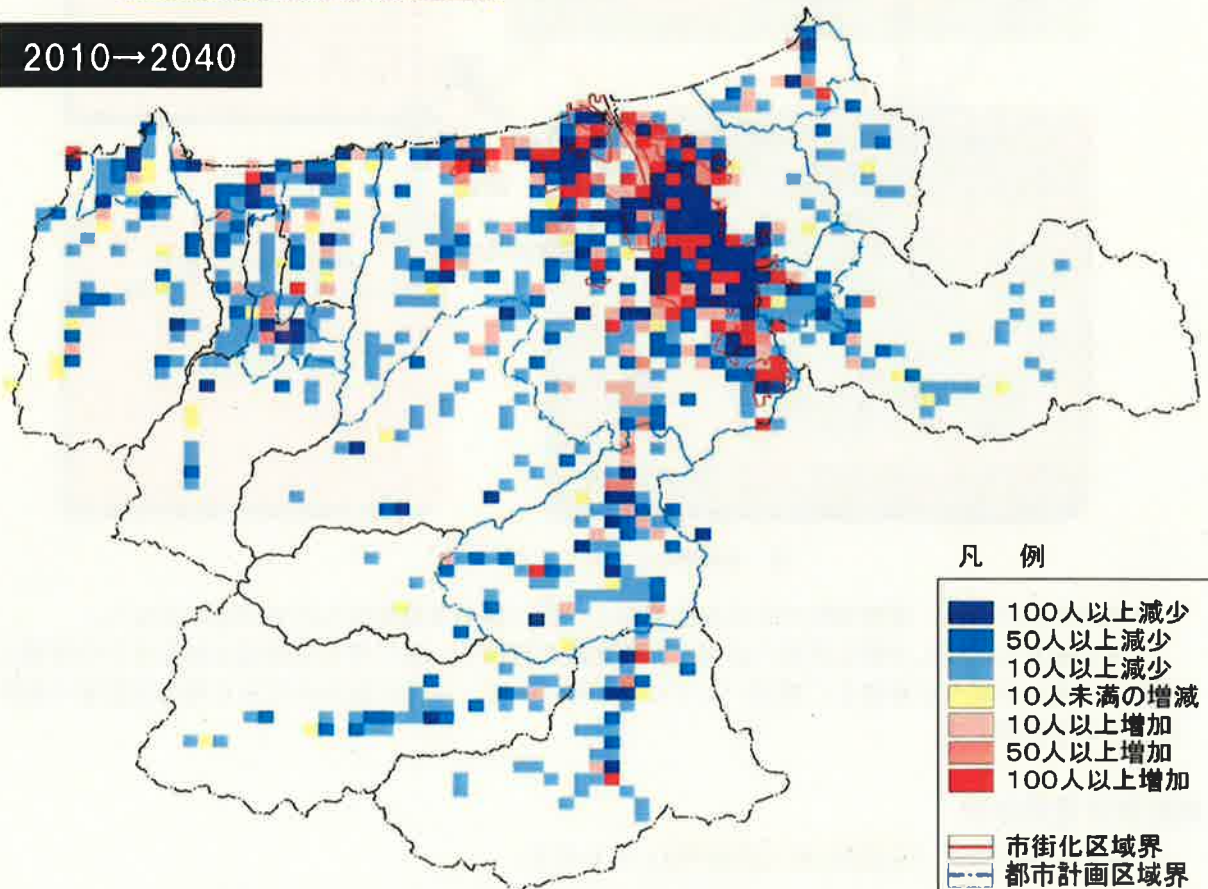 2010→2040
凡 例
100人以上減少
50人以上減少
10人以上減少
10人未満の増減
10人以上増加
50人以上増加
100人以上増加
市街化区域界
都市計画区域界